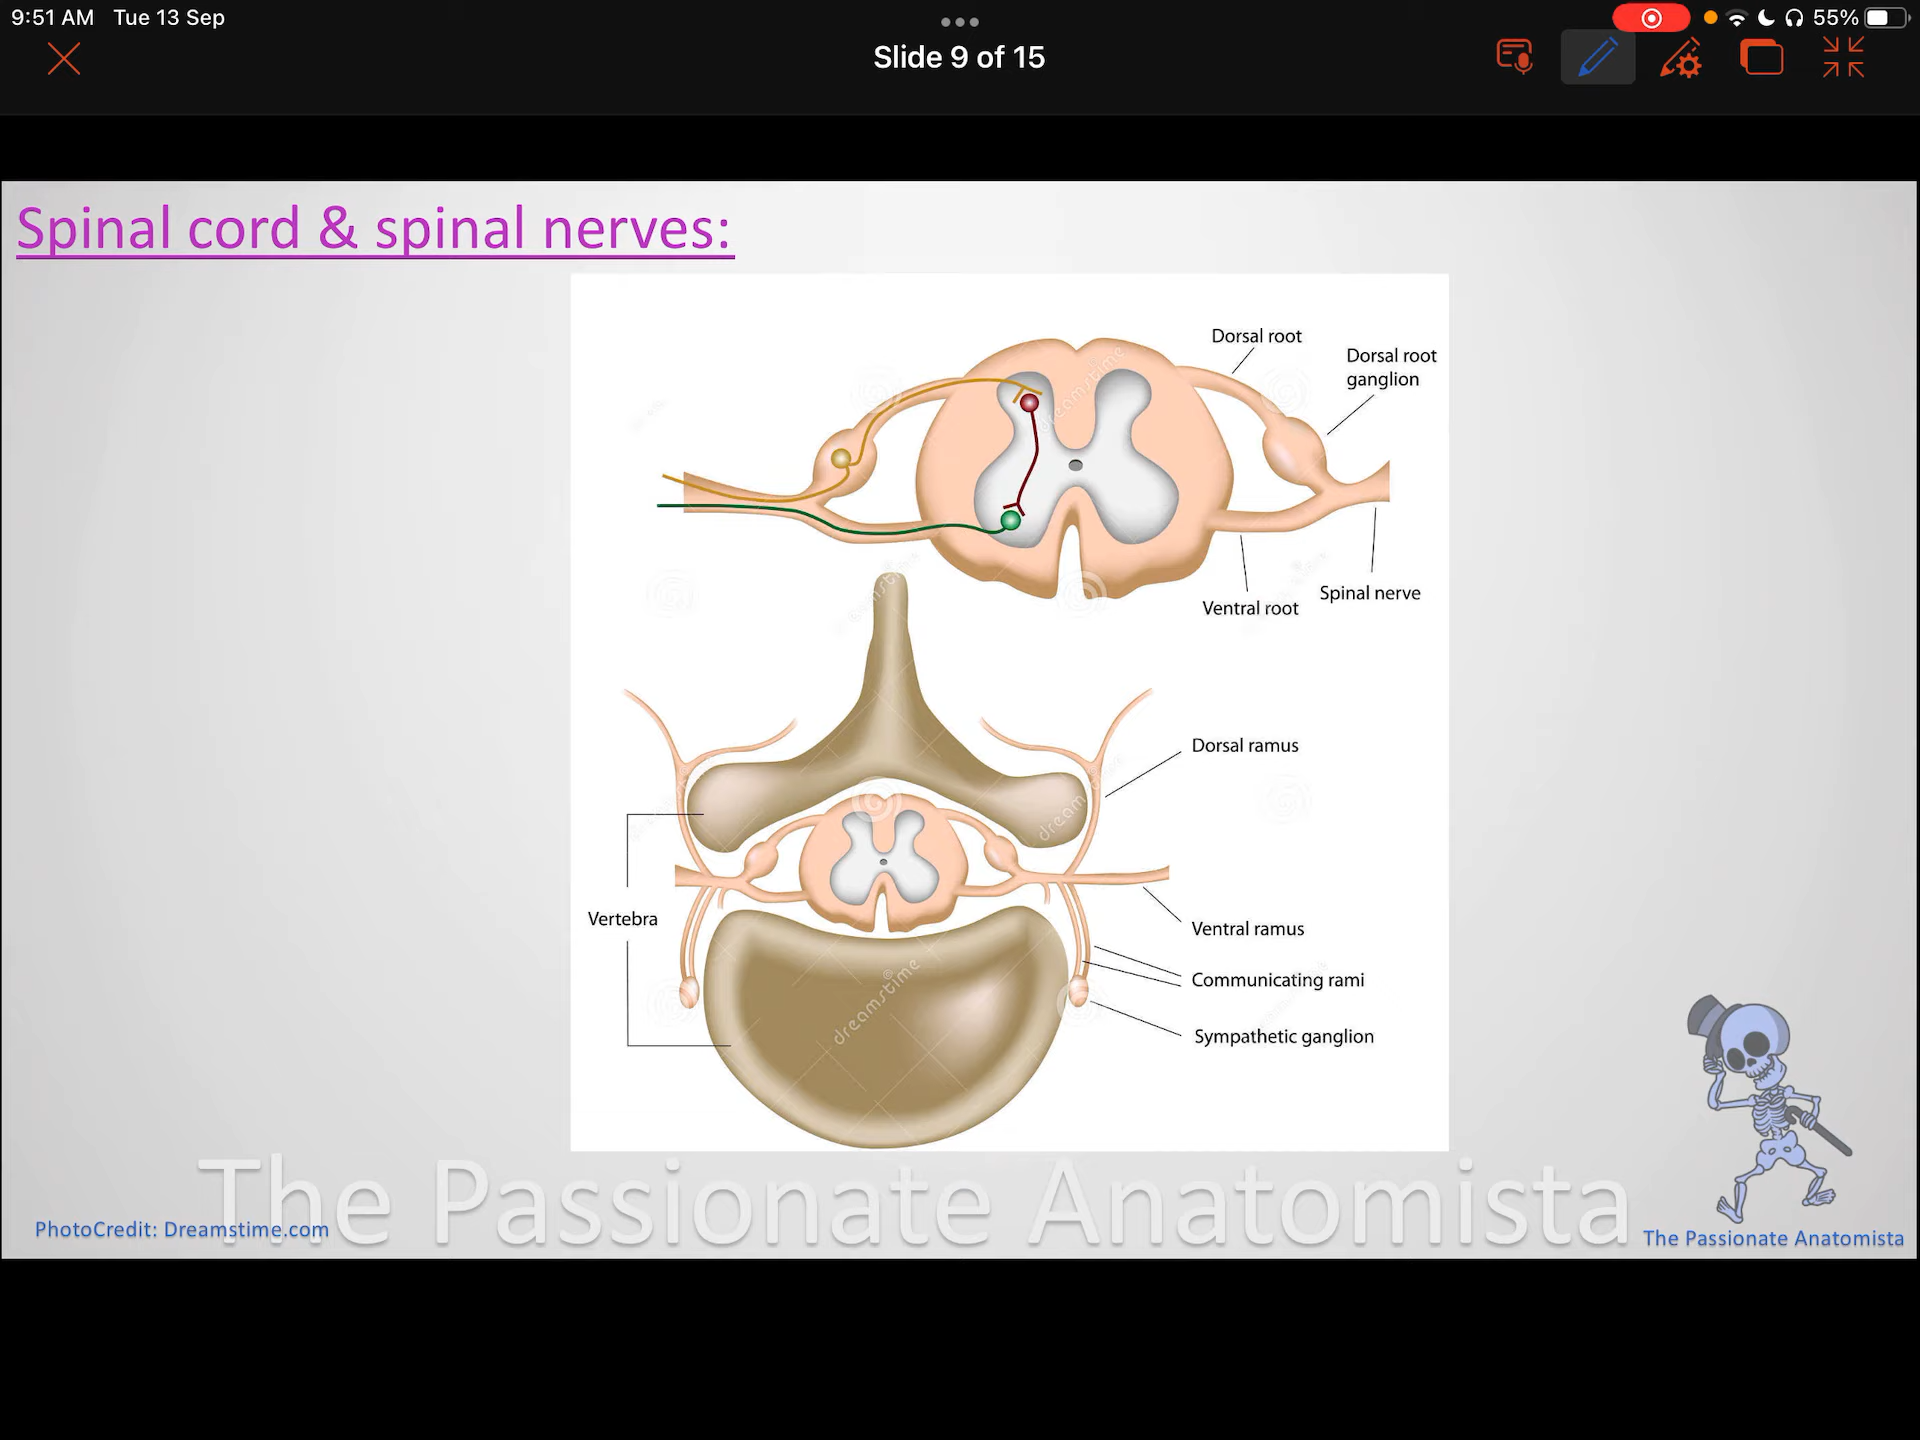 9:51 AM Tue 13 Sep
55%
Slide 9 of 15
Spinal cord & spinal nerves:
Dorsal root
Dorsal root
ganglion
Ventral root
Spinal nerve
Dorsal ramus
Vertebra
Ventral ramus
Communicating rami
Sympathetic ganglion
dreamstime
dreamstime
The Passionate Anatomista
PhotoCredit: Dreamstime.com
The Passionate Anatomista